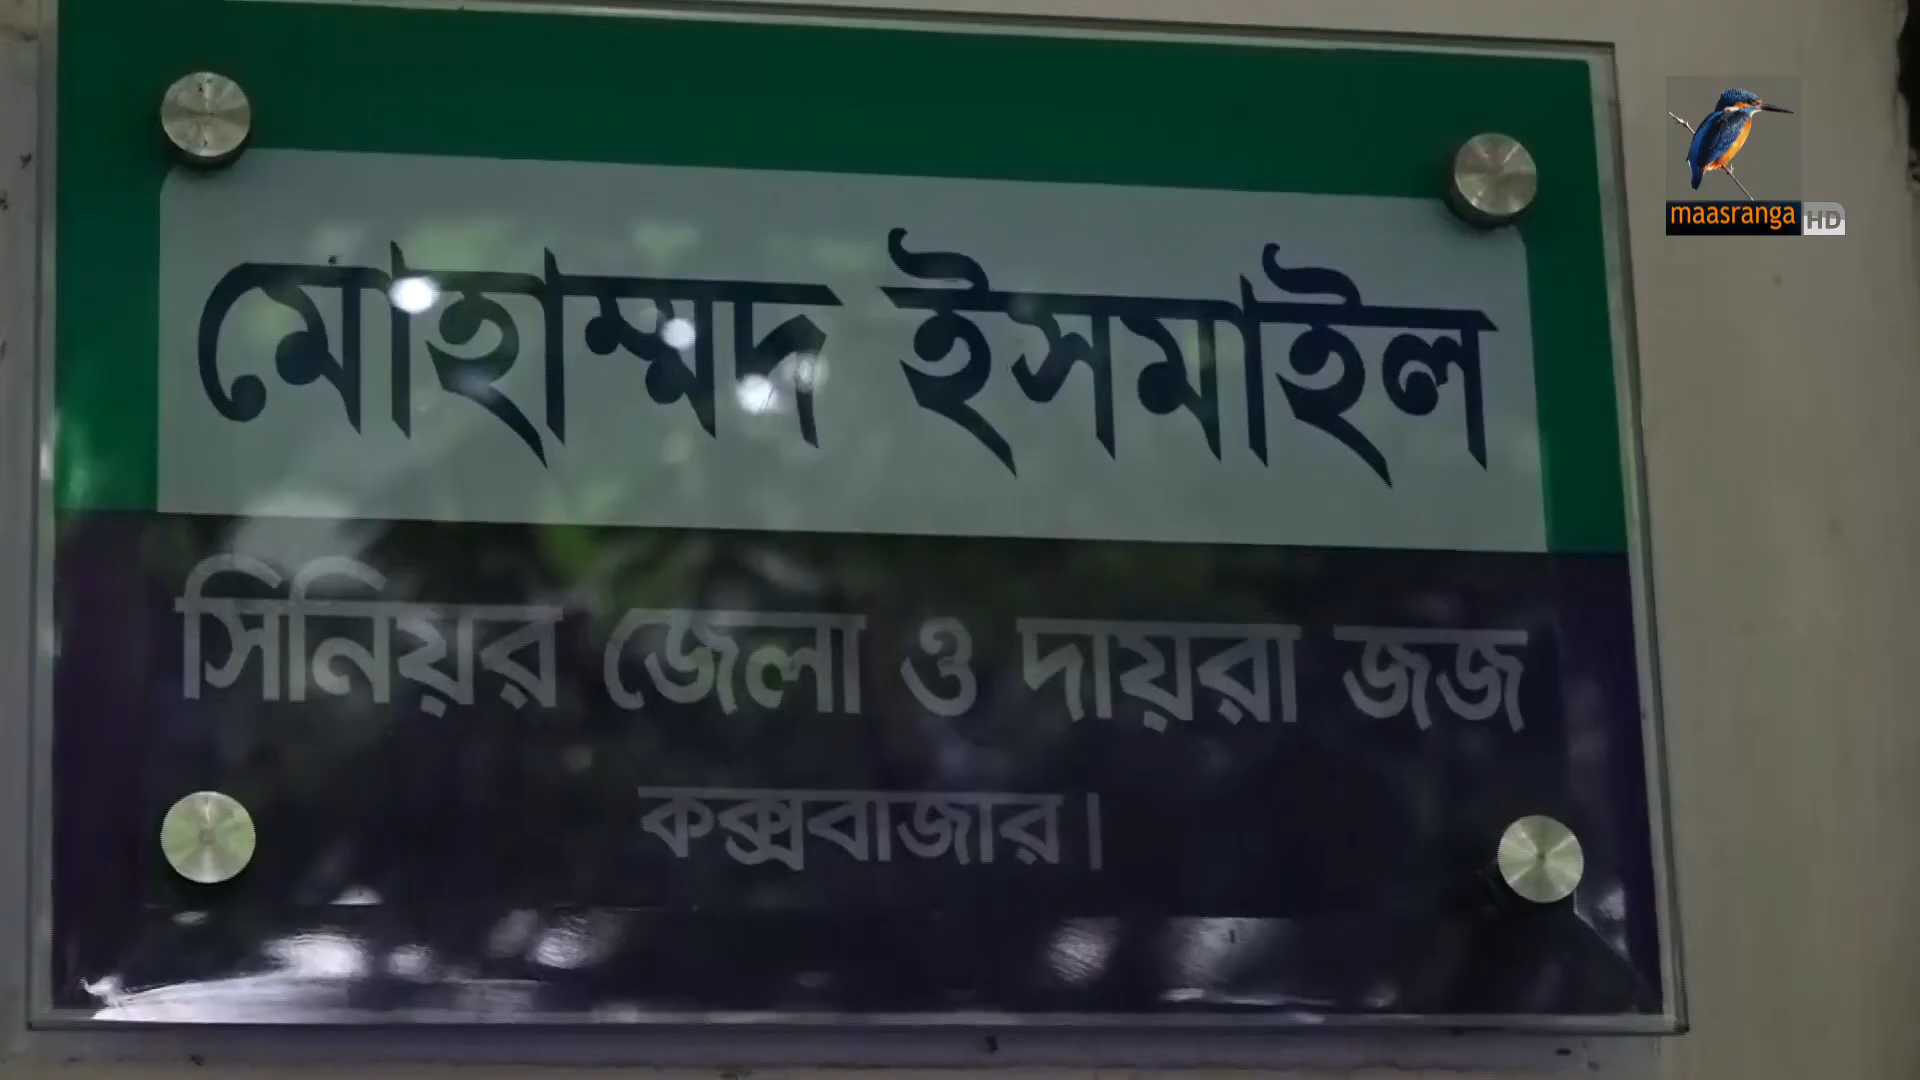 maasranga HD
মোহাম্মদ ইসমাইল
সিনিয়র জেলা ও দায়রা জজ
কক্সবাজার।